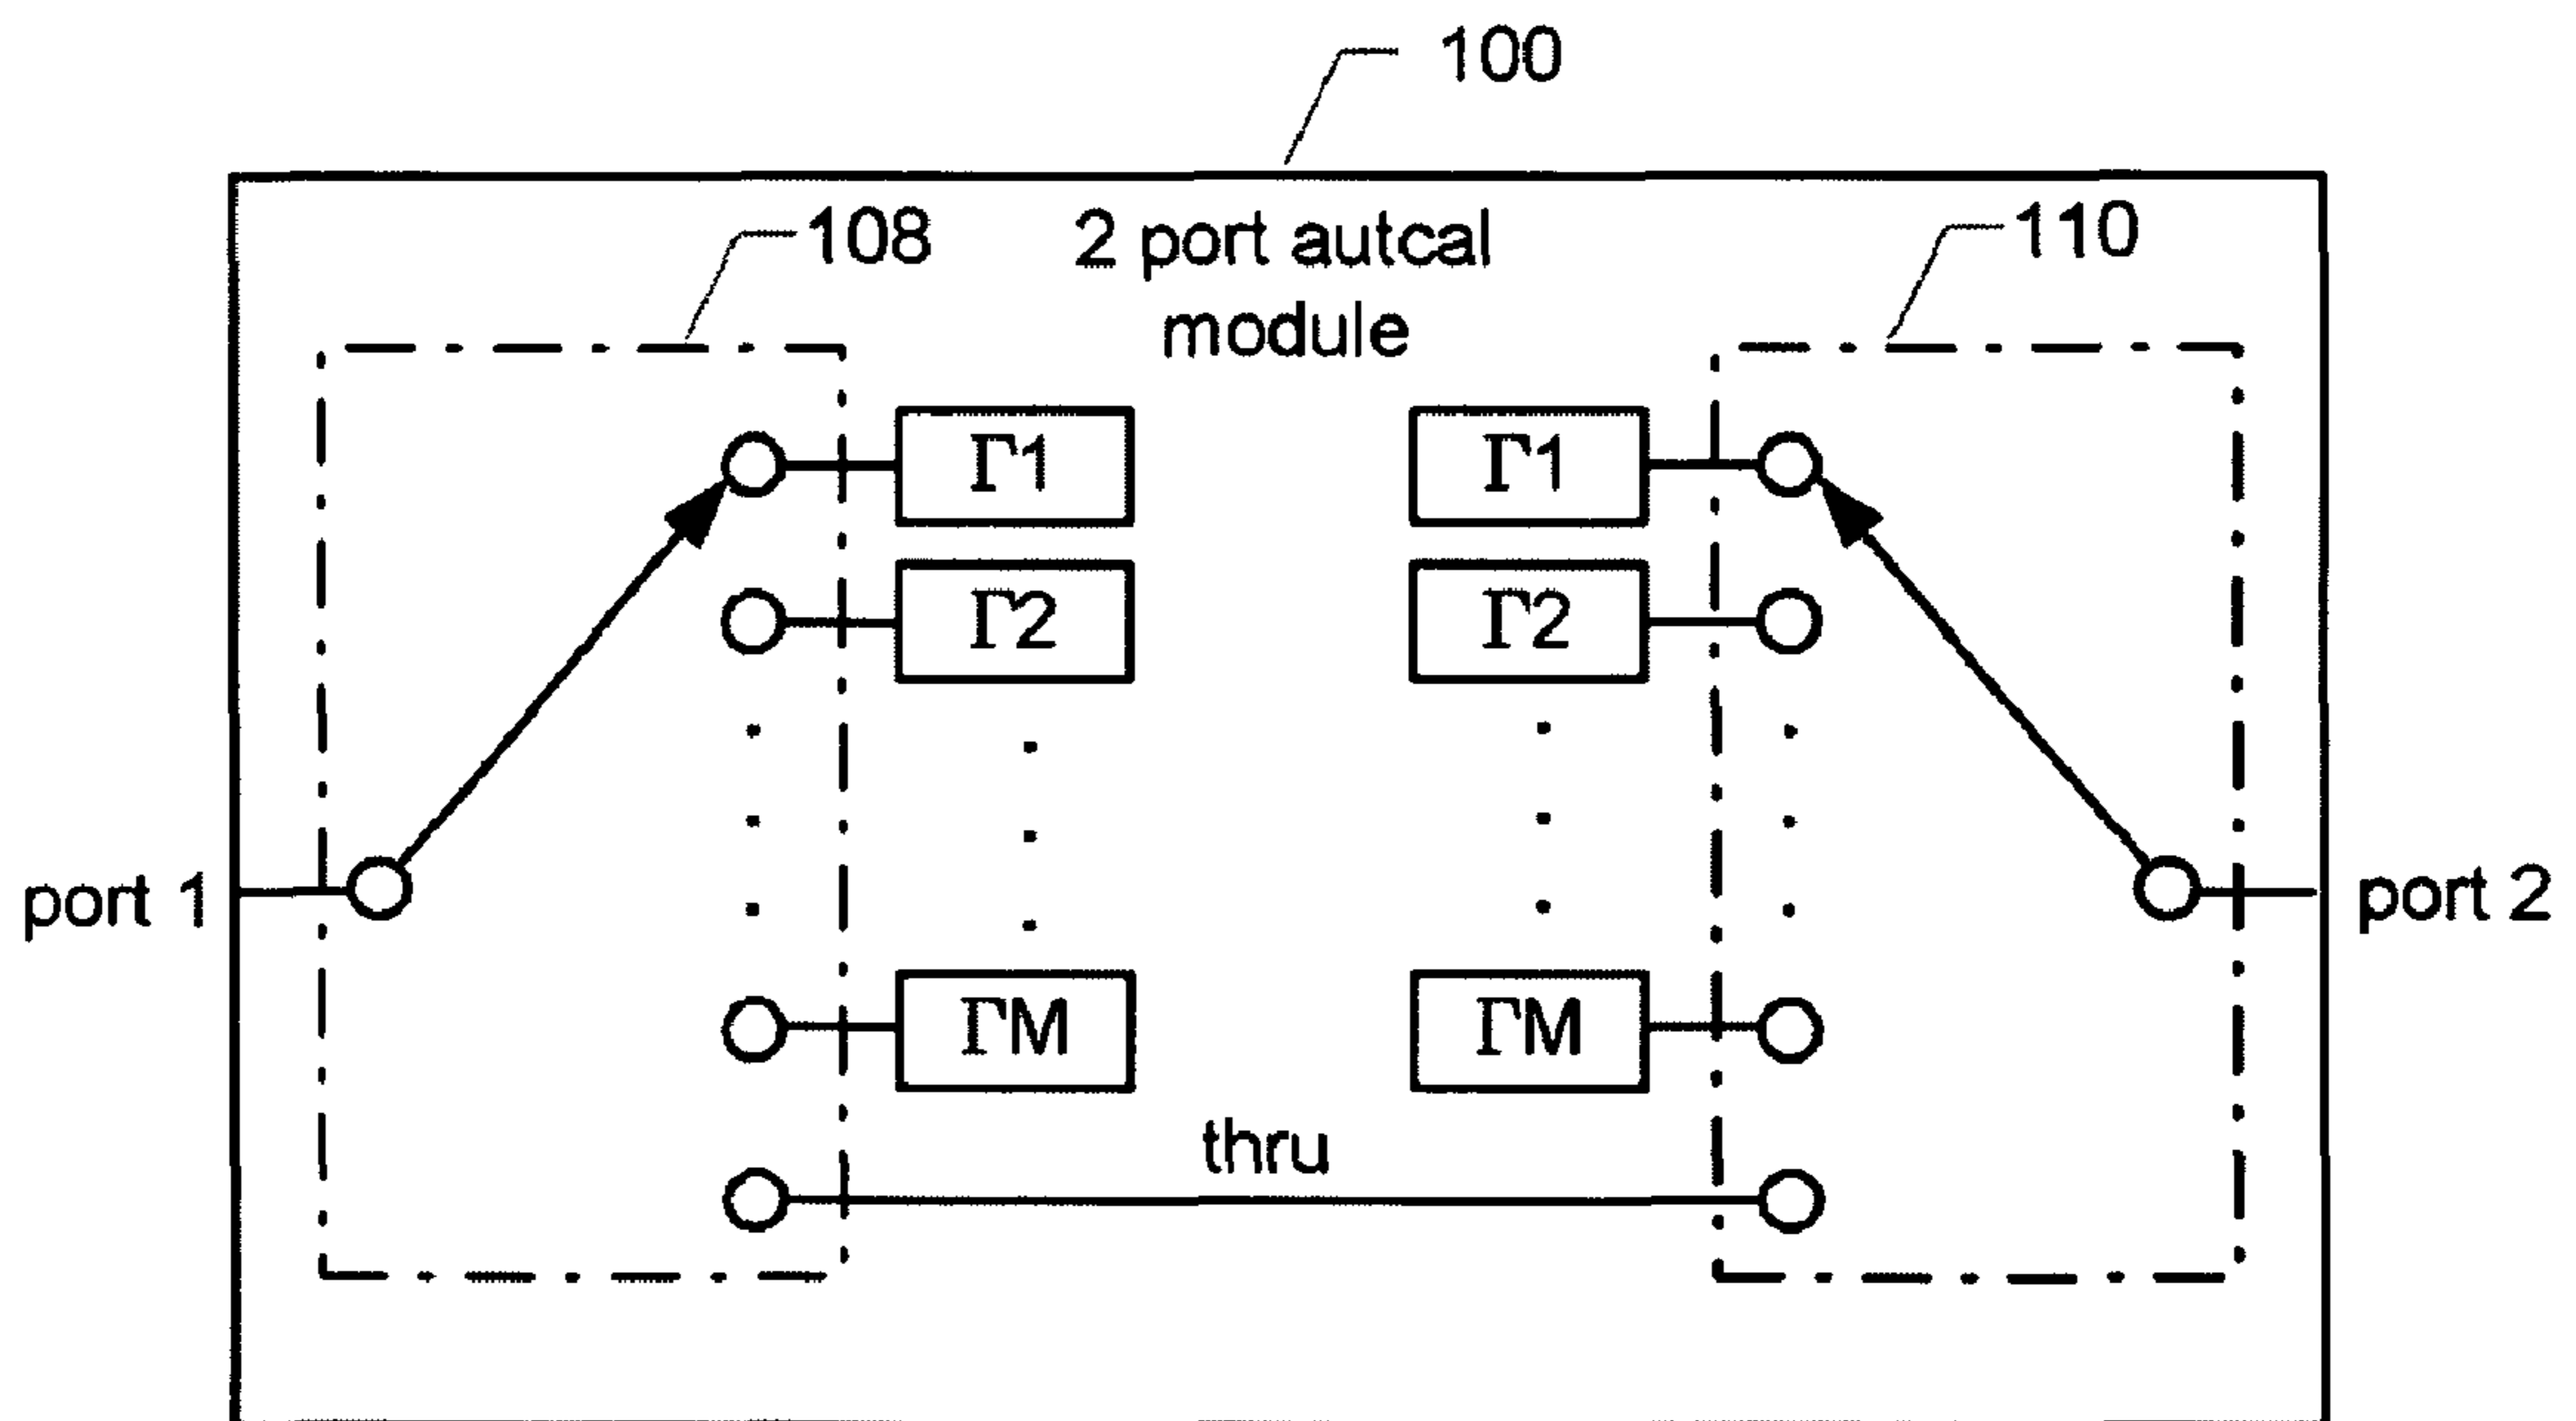 100
108
2 port autcal
module
110
Γ1
Γ1
Γ2
Γ2
port 1
port 2
ΓM
ΓM
thru